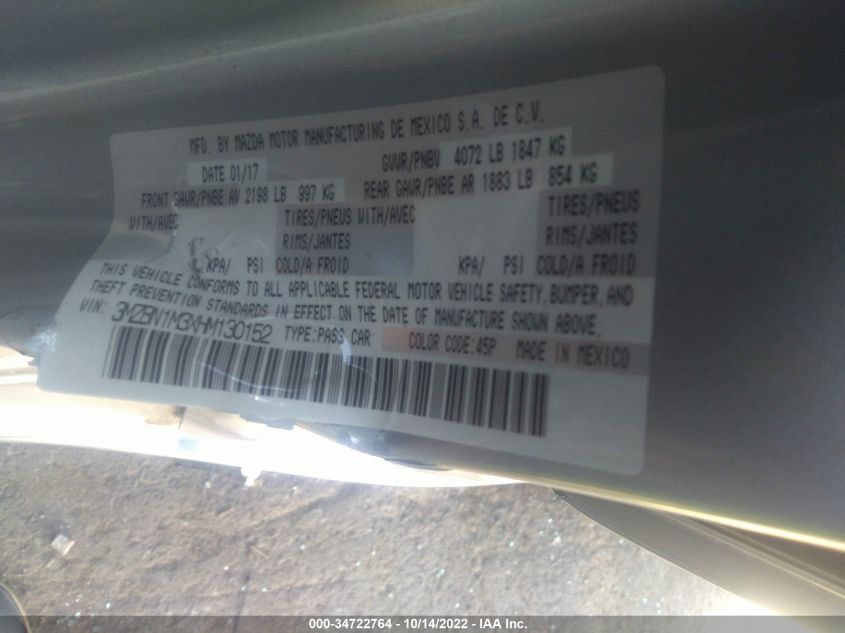 MFD. BY MAZDA MOTOR MANUFACTURING DE MEXICO S.A. DE C.V.
DATE 01/17 GVWR/PNBV 4072 LB 1847 KG
FRONT GAWR/PNBE AV 2198 LB 997 KG REAR GAWR/PNBE AR 1883 LB 854 KG
WITH/AVEC TIRES/PNEUS WITH/AVEC TIRES/PNEUS
RIMS/JANTES RIMS/JANTES
KPA/ PSI COLD/A FROID KPA/ PSI COLD/A FROID
THIS VEHICLE CONFORMS TO ALL APPLICABLE FEDERAL MOTOR VEHICLE SAFETY, BUMPER, AND
THEFT PREVENTION STANDARDS IN EFFECT ON THE DATE OF MANUFACTURE SHOWN ABOVE.
VIN: 3MZBN1M3XHM130152 TYPE:PASS CAR COLOR CODE:45P MADE IN MEXICO
000-34722764 - 10/14/2022 - IAA Inc.